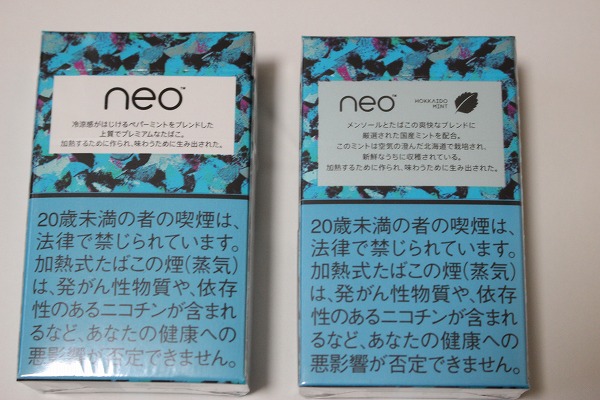 neo™
冷涼感がはじけるペパーミントをブレンドした
上質でプレミアムなたばこ。
加熱するために作られ、味わうために生み出された。
20歳未満の者の喫煙は、
法律で禁じられています。
加熱式たばこの煙(蒸気)
は、発がん性物質や、依存
性のあるニコチンが含まれ
るなど、あなたの健康への
悪影響が否定できません。
neo™
HOKKAIDO
MINT
メンソールとたばこの爽快なブレンドに
厳選された国産ミントを配合。
このミントは空気の澄んだ北海道で栽培され、
新鮮なうちに収穫されている。
加熱するために作られ、味わうために生み出された。
20歳未満の者の喫煙は、
法律で禁じられています。
加熱式たばこの煙(蒸気)
は、発がん性物質や、依存
性のあるニコチンが含まれ
るなど、あなたの健康への
悪影響が否定できません。